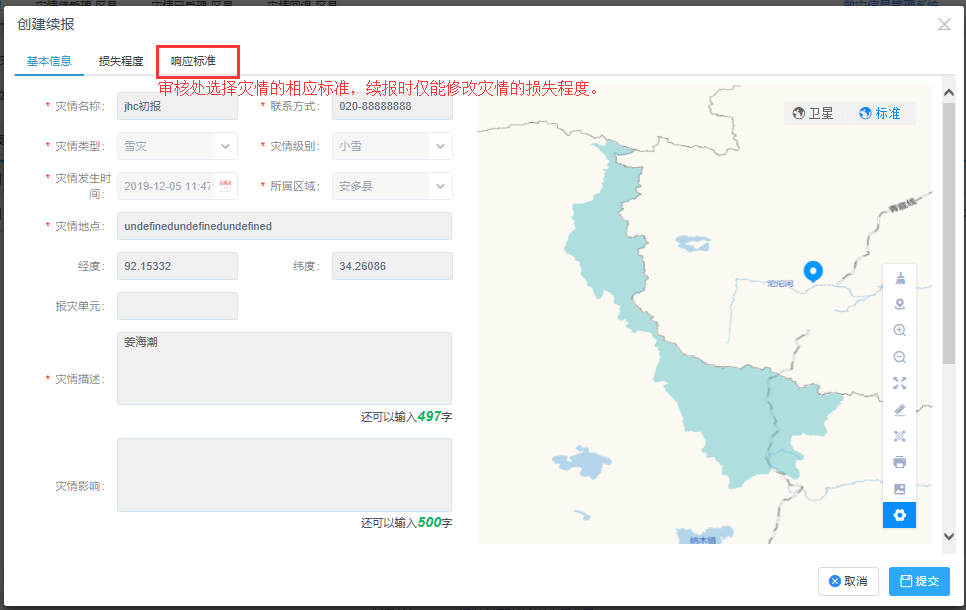 创建续报
基本信息 损失程度 响应标准
审核处选择灾情的相应标准，续报时仅能修改灾情的损失程度。
* 灾情名称： jhc初报 * 联系方式： 020-88888888
卫星 标准
* 灾情类型： 雪灾 * 灾情级别： 小雪
* 灾情发生时间： 2019-12-05 11:47 * 所属区域： 安多县
青藏线
* 灾情地点： undefinedundefinedundefined
经度： 92.15332 纬度： 34.26086
沱沱河
报灾单元：
* 灾情描述： 姜海潮
还可以输入497字
灾情影响：
还可以输入500字
纳木错
取消 提交